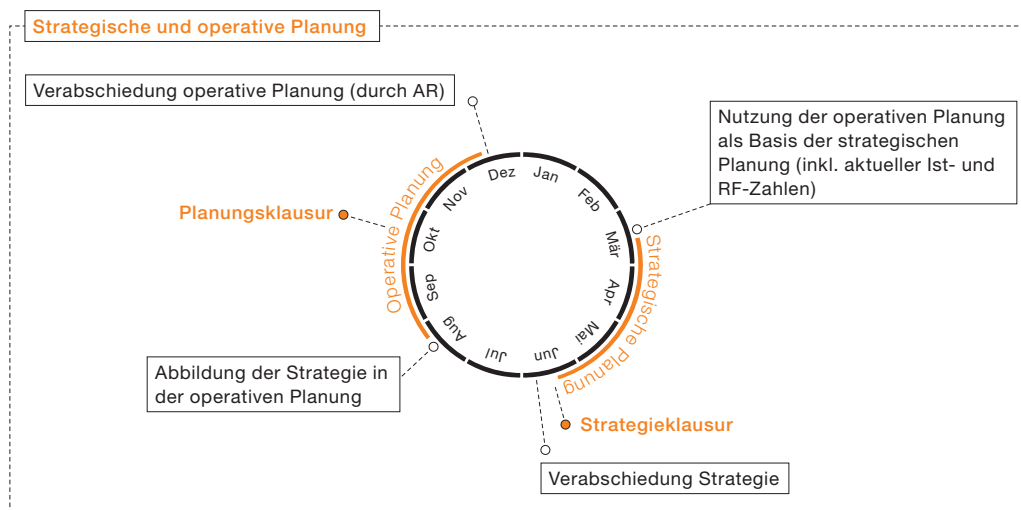 Strategische und operative Planung
Verabschiedung operative Planung (durch AR)
Nutzung der operativen Planung
als Basis der strategischen
Planung (inkl. aktueller Ist- und
RF-Zahlen)
Planungsklausur
Operative Planung
Jan
Feb
Mär
Apr
Mai
Jun
Jul
Aug
Sep
Okt
Nov
Dez
Strategische Planung
Abbildung der Strategie in
der operativen Planung
Strategieklausur
Verabschiedung Strategie